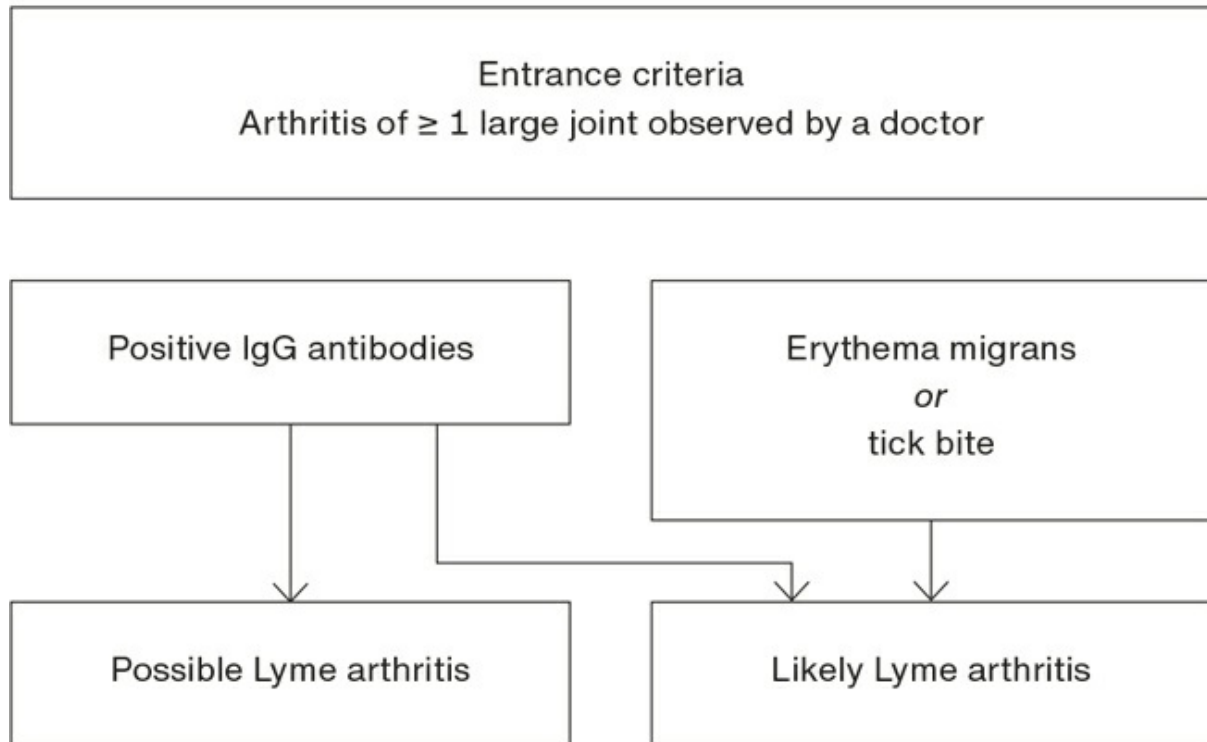 Entrance criteria
Arthritis of ≥ 1 large joint observed by a doctor
Positive IgG antibodies
Erythema migrans
or
tick bite
Possible Lyme arthritis
Likely Lyme arthritis